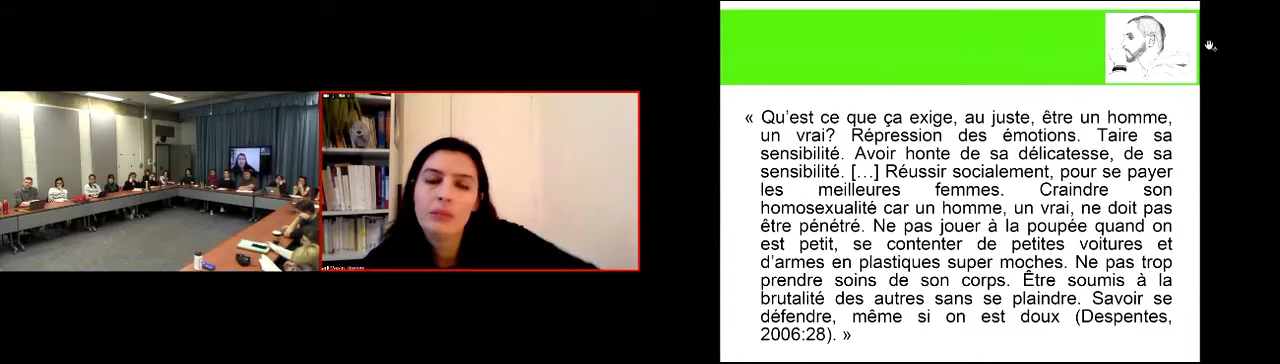 « Qu'est ce que ça exige, au juste, être un homme,
un vrai? Répression des émotions. Taire sa
sensibilité. Avoir honte de sa délicatesse, de sa
sensibilité. […] Réussir socialement, pour se payer
les meilleures femmes. Craindre son
homosexualité car un homme, un vrai, ne doit pas
être pénétré. Ne pas jouer à la poupée quand on
est petit, se contenter de petites voitures et
d'armes en plastiques super moches. Ne pas trop
prendre soins de son corps. Être soumis à la
brutalité des autres sans se plaindre. Savoir se
défendre, même si on est doux (Despentes,
2006:28). »